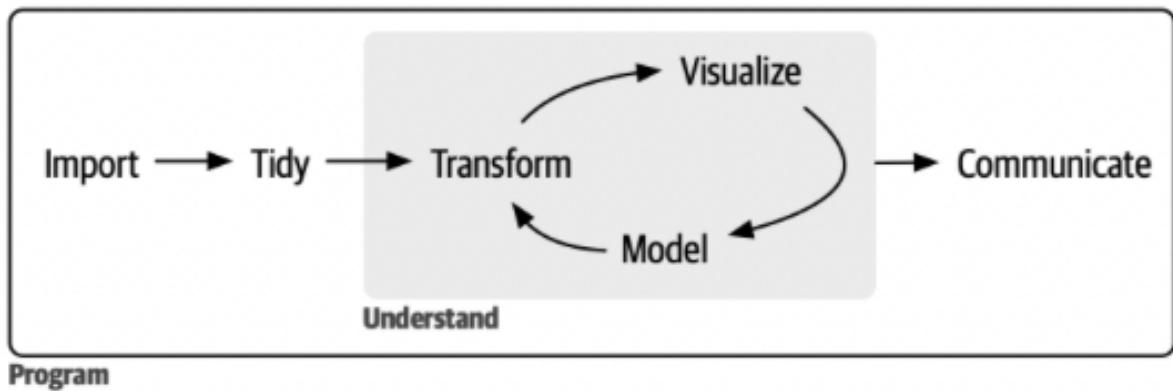 Visualize
Import
Tidy
Transform
Communicate
Model
Understand
Program